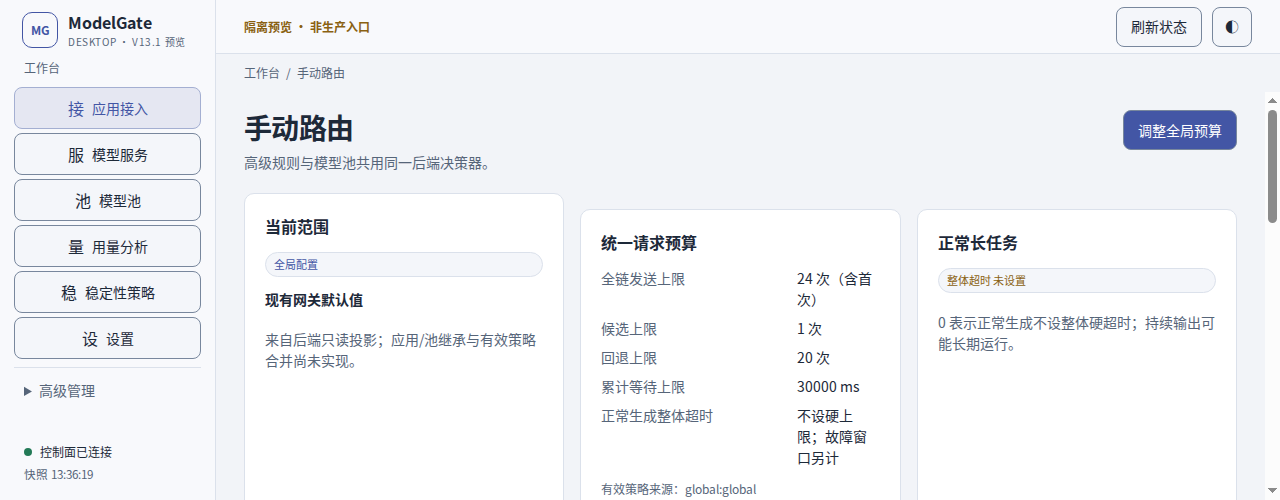 MG
ModelGate
DESKTOP · V13.1 预览
工作台
接 应用接入
服 模型服务
池 模型池
量 用量分析
稳 稳定性策略
设 设置
▶ 高级管理
控制面已连接
快照 13:36:19
隔离预览 · 非生产入口
刷新状态
工作台 / 手动路由
手动路由
高级规则与模型池共用同一后端决策器。
调整全局预算
当前范围
全局配置
现有网关默认值
来自后端只读投影；应用/池继承与有效策略
合并尚未实现。
统一请求预算
全链发送上限 24 次（含首
次）
候选上限 1 次
回退上限 20 次
累计等待上限 30000 ms
正常生成整体超时 不设硬上
限；故障窗
口另计
有效策略来源：global:global
正常长任务
整体超时 未设置
0 表示正常生成不设整体硬超时；持续输出可
能长期运行。